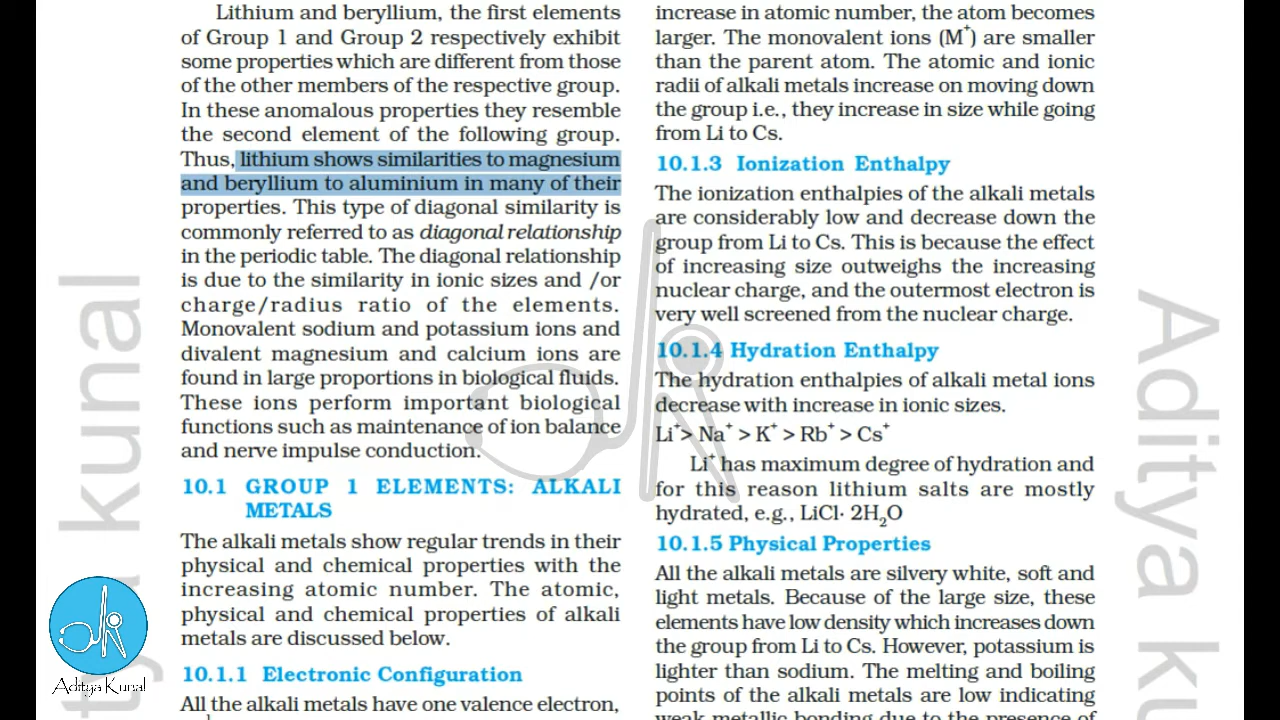 Lithium and beryllium, the first elements
of Group 1 and Group 2 respectively exhibit
some properties which are different from those
of the other members of the respective group.
In these anomalous properties they resemble
the second element of the following group.
Thus, lithium shows similarities to magnesium
and beryllium to aluminium in many of their
properties. This type of diagonal similarity is
commonly referred to as diagonal relationship
in the periodic table. The diagonal relationship
is due to the similarity in ionic sizes and /or
charge/radius ratio of the elements.
Monovalent sodium and potassium ions and
divalent magnesium and calcium ions are
found in large proportions in biological fluids.
These ions perform important biological
functions such as maintenance of ion balance
and nerve impulse conduction.
10.1 GROUP 1 ELEMENTS: ALKALI
METALS
The alkali metals show regular trends in their
physical and chemical properties with the
increasing atomic number. The atomic,
physical and chemical properties of alkali
metals are discussed below.
10.1.1 Electronic Configuration
All the alkali metals have one valence electron,
increase in atomic number, the atom becomes
larger. The monovalent ions (M⁺) are smaller
than the parent atom. The atomic and ionic
radii of alkali metals increase on moving down
the group i.e., they increase in size while going
from Li to Cs.
10.1.3 Ionization Enthalpy
The ionization enthalpies of the alkali metals
are considerably low and decrease down the
group from Li to Cs. This is because the effect
of increasing size outweighs the increasing
nuclear charge, and the outermost electron is
very well screened from the nuclear charge.
10.1.4 Hydration Enthalpy
The hydration enthalpies of alkali metal ions
decrease with increase in ionic sizes.
Li⁺> Na⁺ > K⁺ > Rb⁺ > Cs⁺
Li⁺ has maximum degree of hydration and
for this reason lithium salts are mostly
hydrated, e.g., LiCl· 2H₂O
10.1.5 Physical Properties
All the alkali metals are silvery white, soft and
light metals. Because of the large size, these
elements have low density which increases down
the group from Li to Cs. However, potassium is
lighter than sodium. The melting and boiling
points of the alkali metals are low indicating
weak metallic bonding due to the presence of
ty kunal
Aditya ku
Aditya Kunal